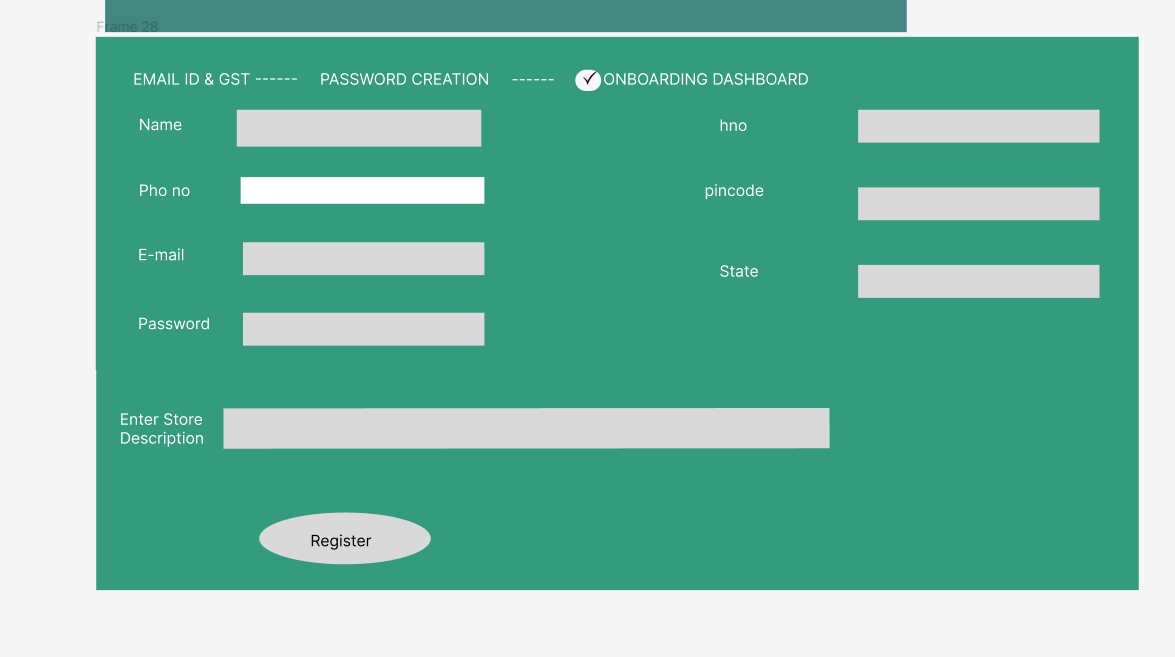 Frame 28
EMAIL ID & GST ------ PASSWORD CREATION ------ ✓ ONBOARDING DASHBOARD
Name
hno
Pho no
pincode
E-mail
State
Password
Enter Store
Description
Register